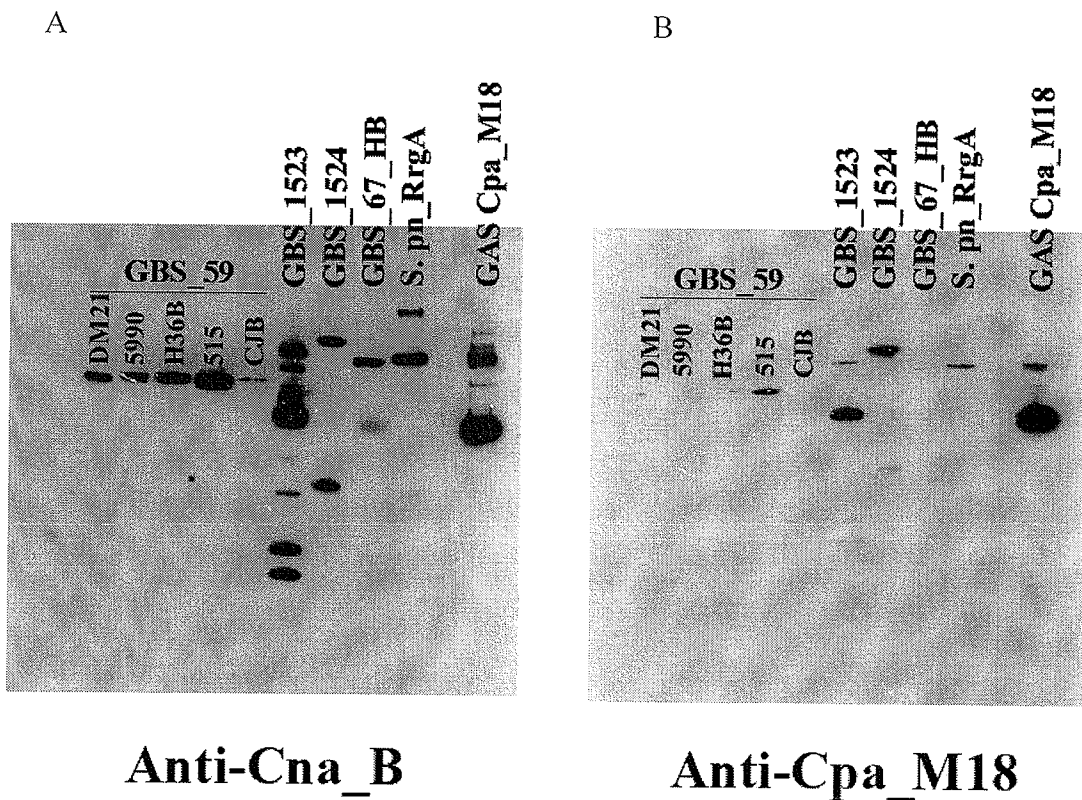 A
GBS_1523
GBS_1524
GBS_67_HB
S. pn_RrgA
GAS Cpa_M18
GBS_59
DM21
5990
H36B
515
CJB
Anti-Cna_B
B
GBS_1523
GBS_1524
GBS_67_HB
S. pn_RrgA
GAS Cpa_M18
GBS_59
DM21
5990
H36B
515
CJB
Anti-Cpa_M18